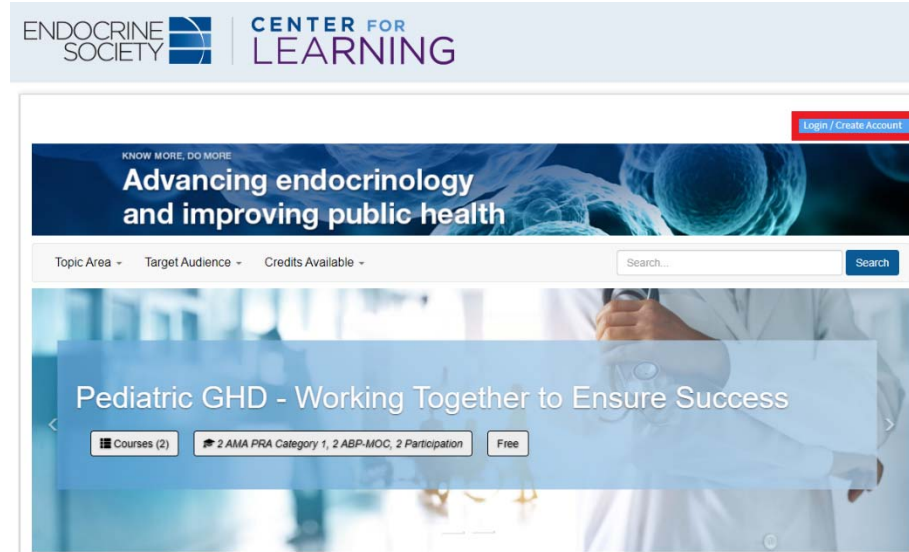 ENDOCRINE
SOCIETY
CENTER FOR
LEARNING
Login / Create Account
KNOW MORE, DO MORE
Advancing endocrinology
and improving public health
Topic Area
Target Audience
Credits Available
Search...
Search
Pediatric GHD - Working Together to Ensure Success
Courses (2)
2 AMA PRA Category 1, 2 ABP-MOC, 2 Participation
Free